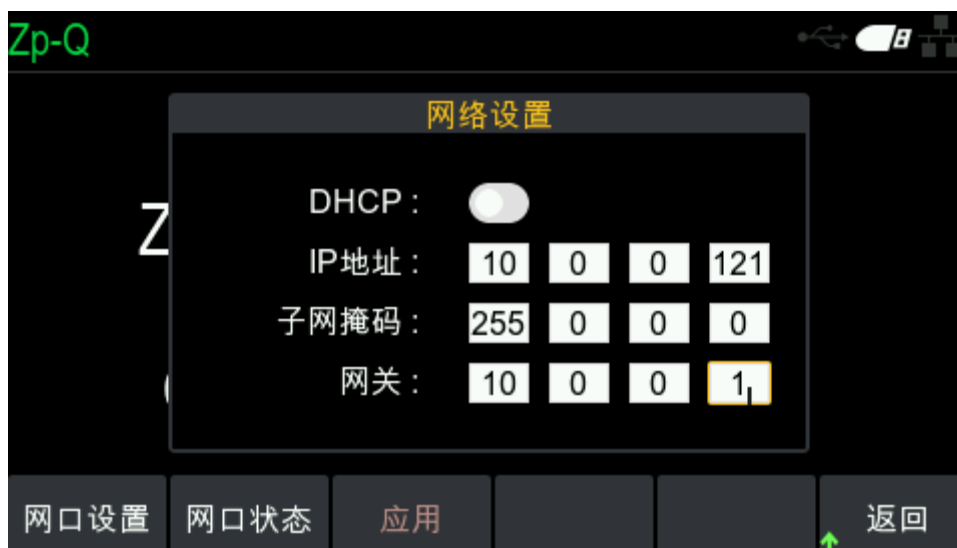 Zp-Q
网络设置
DHCP :
Z
IP地址 : 10 0 0 121
子网掩码 : 255 0 0 0
网关 : 10 0 0 1
网口设置 网口状态 应用 返回